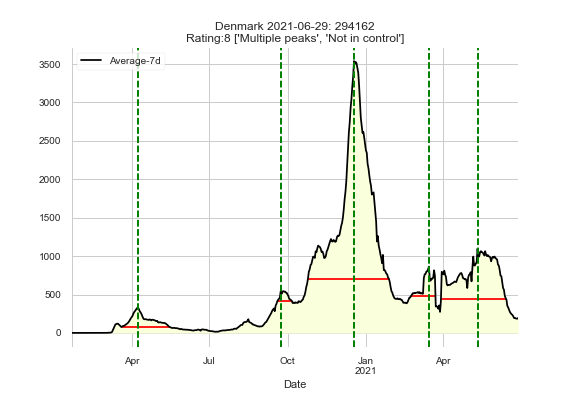 Denmark 2021-06-29: 294162
Rating:8 ['Multiple peaks', 'Not in control']
Average-7d
3500
3000
2500
2000
1500
1000
500
0
Apr
Jul
Oct
Jan
2021
Apr
Date